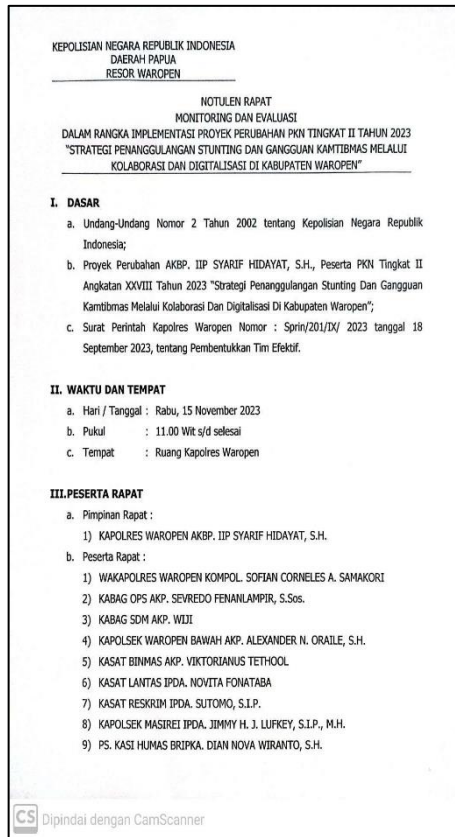 KEPOLISIAN NEGARA REPUBLIK INDONESIA
DAERAH PAPUA
RESOR WAROPEN
NOTULEN RAPAT
MONITORING DAN EVALUASI
DALAM RANGKA IMPLEMENTASI PROYEK PERUBAHAN PKN TINGKAT II TAHUN 2023
"STRATEGI PENANGGULANGAN STUNTING DAN GANGGUAN KAMTIBMAS MELALUI
KOLABORASI DAN DIGITALISASI DI KABUPATEN WAROPEN"
I. DASAR
a. Undang-Undang Nomor 2 Tahun 2002 tentang Kepolisian Negara Republik
Indonesia;
b. Proyek Perubahan AKBP. IIP SYARIF HIDAYAT, S.H., Peserta PKN Tingkat II
Angkatan XXVIII Tahun 2023 "Strategi Penanggulangan Stunting Dan Gangguan
Kamtibmas Melalui Kolaborasi Dan Digitalisasi Di Kabupaten Waropen";
c. Surat Perintah Kapolres Waropen Nomor : Sprin/201/IX/ 2023 tanggal 18
September 2023, tentang Pembentukkan Tim Efektif.
II. WAKTU DAN TEMPAT
a. Hari / Tanggal : Rabu, 15 November 2023
b. Pukul : 11.00 Wit s/d selesai
c. Tempat : Ruang Kapolres Waropen
III.PESERTA RAPAT
a. Pimpinan Rapat :
1) KAPOLRES WAROPEN AKBP. IIP SYARIF HIDAYAT, S.H.
b. Peserta Rapat :
1) WAKAPOLRES WAROPEN KOMPOL. SOFIAN CORNELES A. SAMAKORI
2) KABAG OPS AKP. SEVREDO FENANLAMPIR, S.Sos.
3) KABAG SDM AKP. WIJI
4) KAPOLSEK WAROPEN BAWAH AKP. ALEXANDER N. ORAILE, S.H.
5) KASAT BINMAS AKP. VIKTORIANUS TETHOOL
6) KASAT LANTAS IPDA. NOVITA FONATABA
7) KASAT RESKRIM IPDA. SUTOMO, S.I.P.
8) KAPOLSEK MASIREI IPDA. JIMMY H. J. LUFKEY, S.I.P., M.H.
9) PS. KASI HUMAS BRIPKA. DIAN NOVA WIRANTO, S.H.
CS Dipindai dengan CamScanner